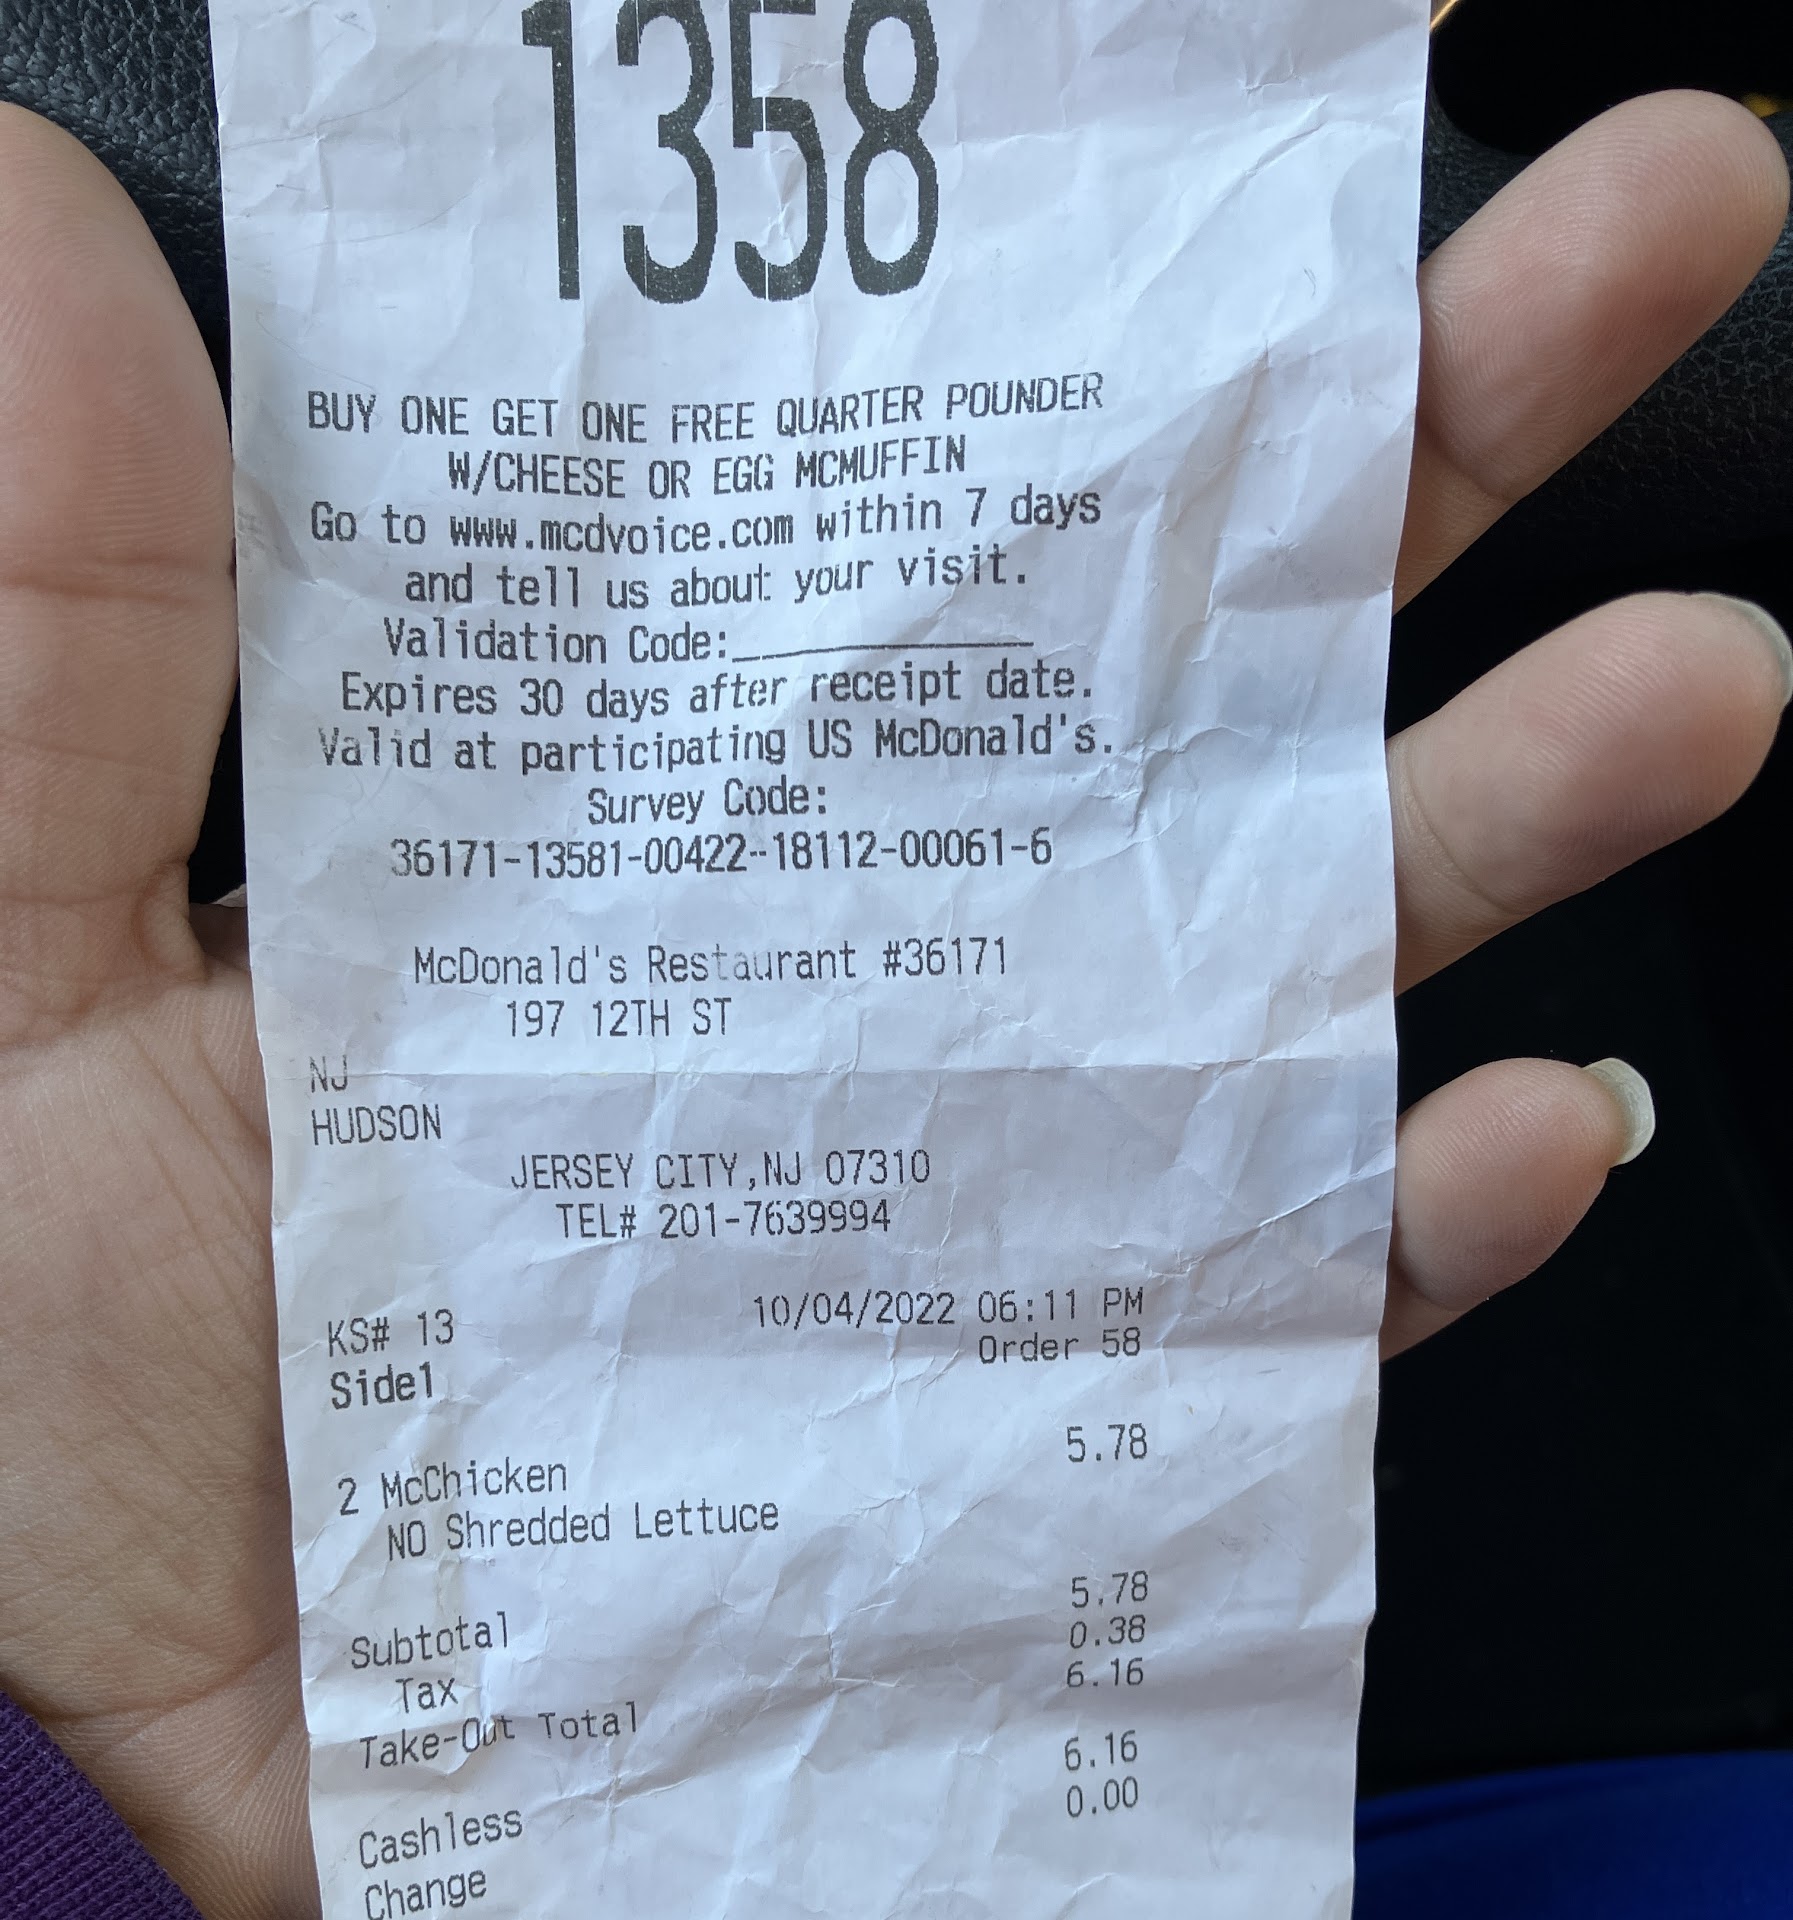 1358
BUY ONE GET ONE FREE QUARTER POUNDER
W/CHEESE OR EGG MCMUFFIN
Go to www.mcdvoice.com within 7 days
and tell us about your visit.
Validation Code:_____________
Expires 30 days after receipt date.
Valid at participating US McDonald's.
Survey Code:
36171-13581-00422-18112-00061-6
McDonald's Restaurant #36171
197 12TH ST
NJ
HUDSON
JERSEY CITY,NJ 07310
TEL# 201-7639994
KS# 13 10/04/2022 06:11 PM
Side1 Order 58
2 McChicken 5.78
NO Shredded Lettuce
Subtotal 5.78
Tax 0.38
Take-Out Total 6.16
Cashless 6.16
Change 0.00